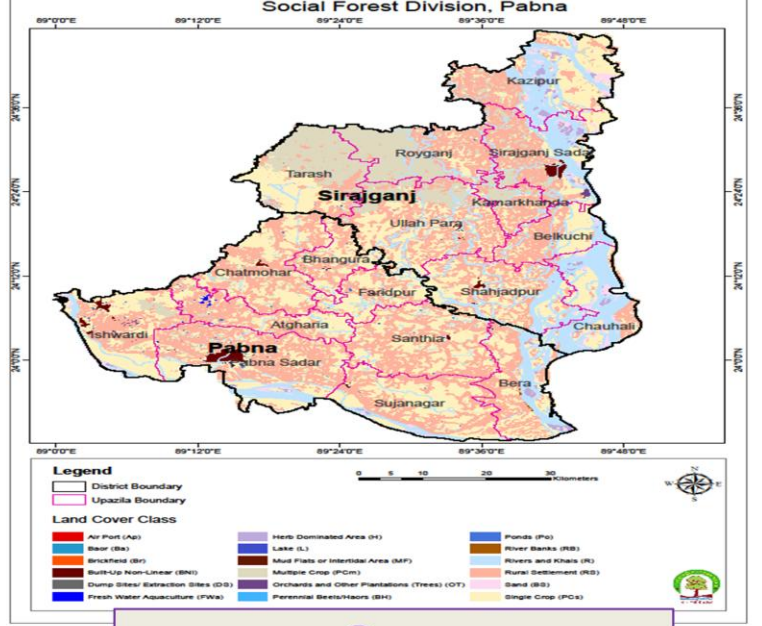 Social Forest Division, Pabna
89°0'0"E 89°12'0"E 89°24'0"E 89°36'0"E 89°48'0"E
Kazipur
Royganj
Sirajganj Sada
Tarash
Sirajganj
Kamarkhanda
Ullah Para
Belkuchi
Bhangura
Chatmohar
Faridpur
Shahjadpur
Chauhali
Ishwardi
Atgharia
Santhia
Pabna
abna Sadar
Bera
Sujanagar
89°0'0"E 89°12'0"E 89°24'0"E 89°36'0"E 89°48'0"E
Legend
District Boundary
Upazila Boundary
0 5 10 20 30 Kilometers
N
W E
S
Land Cover Class
Air Port (Ap)
Baor (Ba)
Brickfield (Br)
Built-Up Non-Linear (BNl)
Dump Sites/ Extraction Sites (DS)
Fresh Water Aquaculture (FWa)
Herb Dominated Area (H)
Lake (L)
Mud Flats or Intertidal Area (MF)
Multiple Crop (PCm)
Orchards and Other Plantations (Trees) (OT)
Perennial Beels/Haors (BH)
Ponds (Po)
River Banks (RB)
Rivers and Khals (R)
Rural Settlement (RS)
Sand (BS)
Single Crop (PCs)